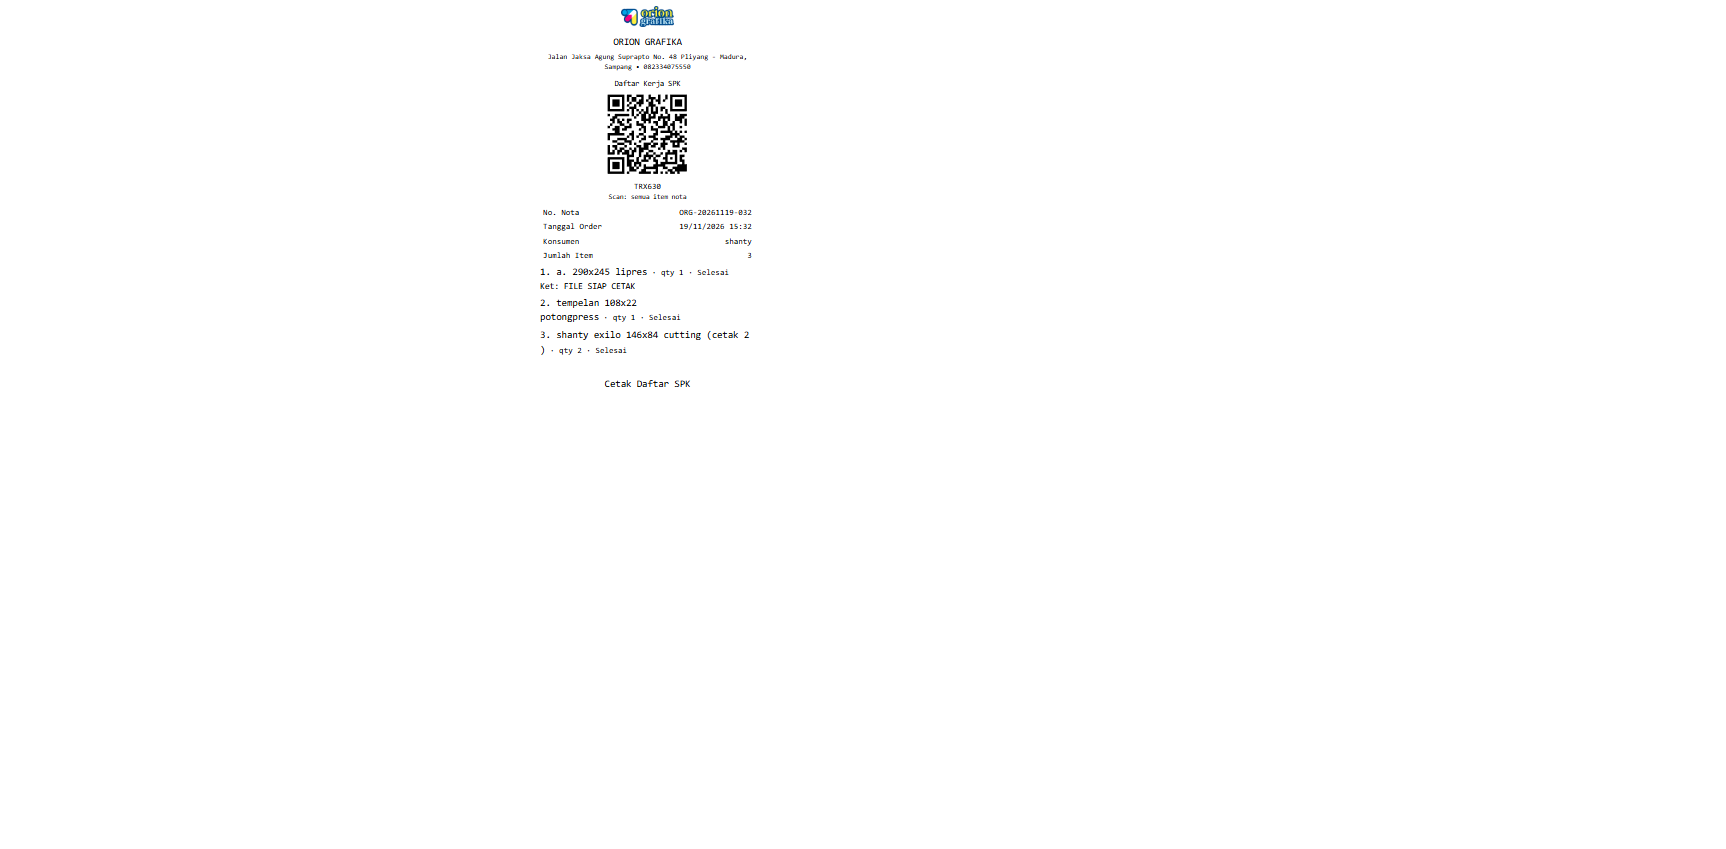 orion
grafika
ORION GRAFIKA
Jalan Jaksa Agung Suprapto No. 48 Pliyang - Madura,
Sampang • 082334075550
Daftar Kerja SPK
TRX630
Scan: semua item nota
No. Nota ORG-20261119-032
Tanggal Order 19/11/2026 15:32
Konsumen shanty
Jumlah Item 3
1. a. 290x245 lipres · qty 1 · Selesai
Ket: FILE SIAP CETAK
2. tempelan 108x22
potongpress · qty 1 · Selesai
3. shanty exilo 146x84 cutting (cetak 2
) · qty 2 · Selesai
Cetak Daftar SPK